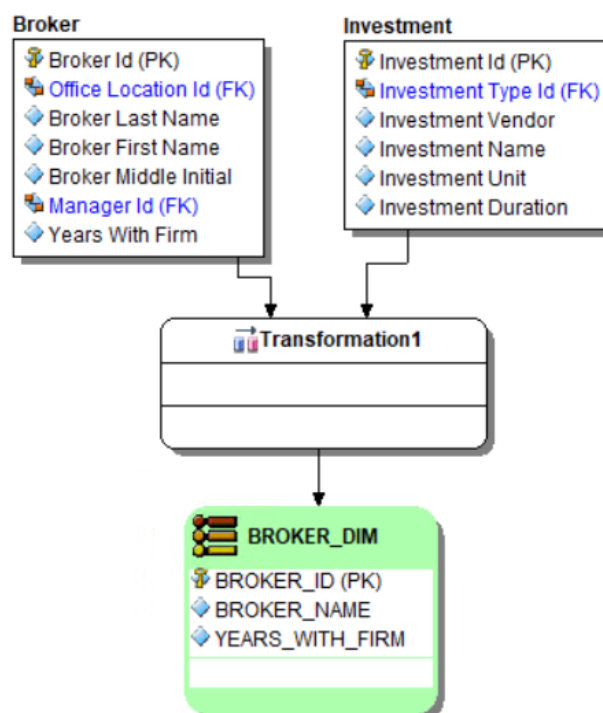 Broker
Broker Id (PK)
Office Location Id (FK)
Broker Last Name
Broker First Name
Broker Middle Initial
Manager Id (FK)
Years With Firm
Investment
Investment Id (PK)
Investment Type Id (FK)
Investment Vendor
Investment Name
Investment Unit
Investment Duration
Transformation1
BROKER_DIM
BROKER_ID (PK)
BROKER_NAME
YEARS_WITH_FIRM